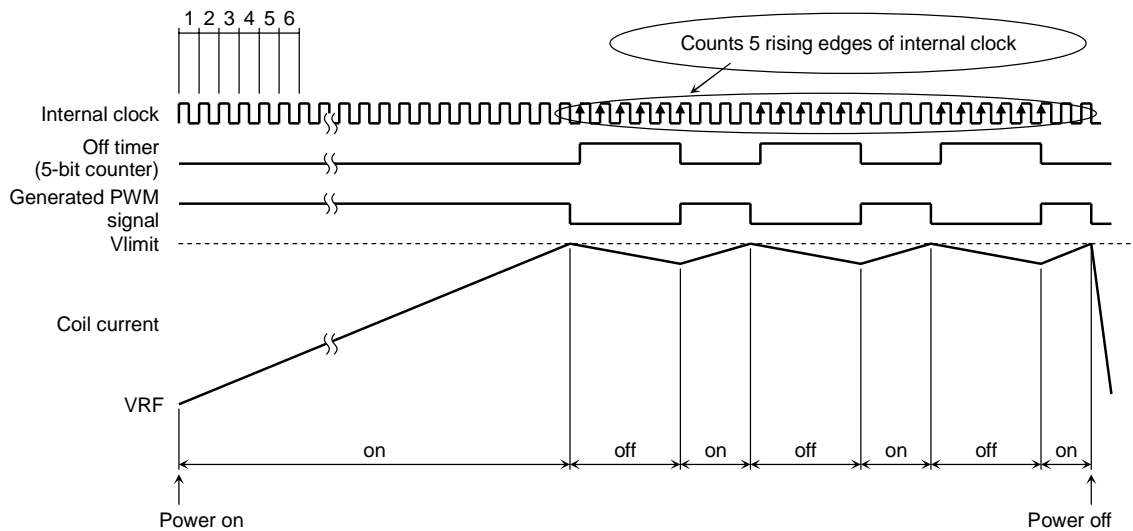 1 2 3 4 5 6
Counts 5 rising edges of internal clock
Internal clock
Off timer
(5-bit counter)
Generated PWM
signal
Vlimit
Coil current
VRF
on off on off on off on
Power on Power off